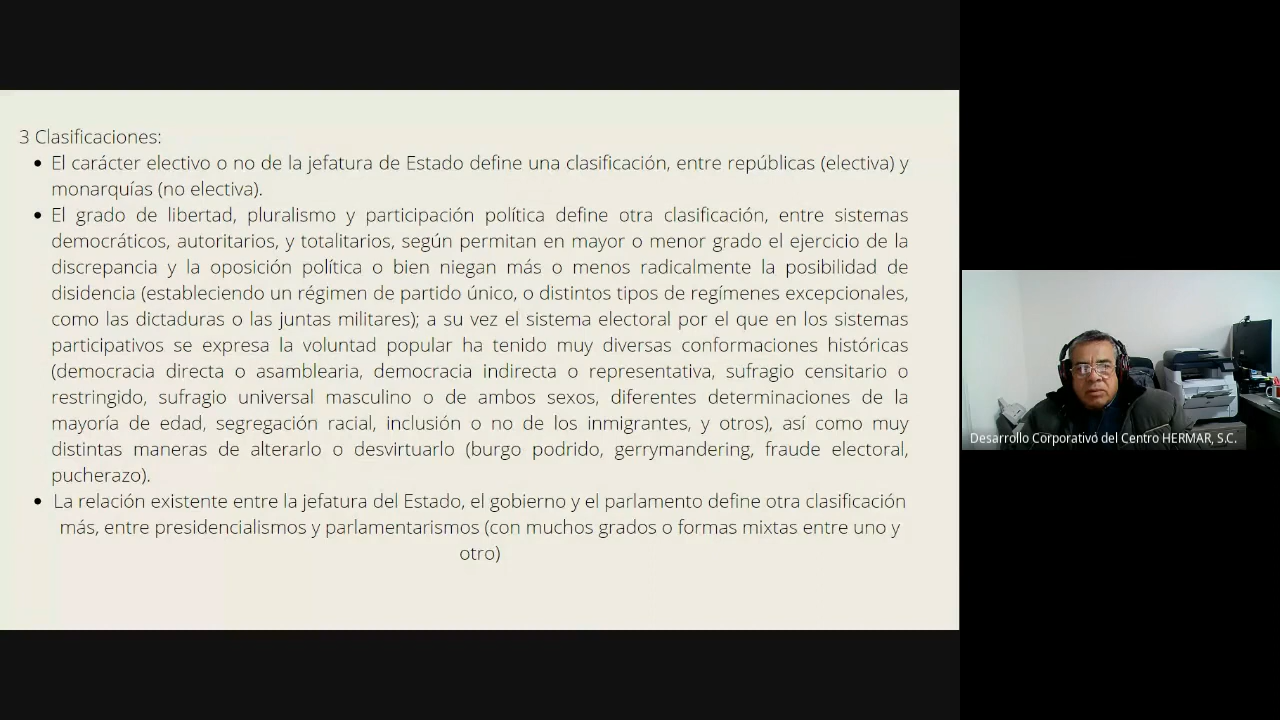 3 Clasificaciones:
• El carácter electivo o no de la jefatura de Estado define una clasificación, entre repúblicas (electiva) y
monarquías (no electiva).
• El grado de libertad, pluralismo y participación política define otra clasificación, entre sistemas
democráticos, autoritarios, y totalitarios, según permitan en mayor o menor grado el ejercicio de la
discrepancia y la oposición política o bien niegan más o menos radicalmente la posibilidad de
disidencia (estableciendo un régimen de partido único, o distintos tipos de regímenes excepcionales,
como las dictaduras o las juntas militares); a su vez el sistema electoral por el que en los sistemas
participativos se expresa la voluntad popular ha tenido muy diversas conformaciones históricas
(democracia directa o asamblearia, democracia indirecta o representativa, sufragio censitario o
restringido, sufragio universal masculino o de ambos sexos, diferentes determinaciones de la
mayoría de edad, segregación racial, inclusión o no de los inmigrantes, y otros), así como muy
distintas maneras de alterarlo o desvirtuarlo (burgo podrido, gerrymandering, fraude electoral,
pucherazo).
• La relación existente entre la jefatura del Estado, el gobierno y el parlamento define otra clasificación
más, entre presidencialismos y parlamentarismos (con muchos grados o formas mixtas entre uno y
otro)
Desarrollo Corporativo del Centro HERMAR, S.C.